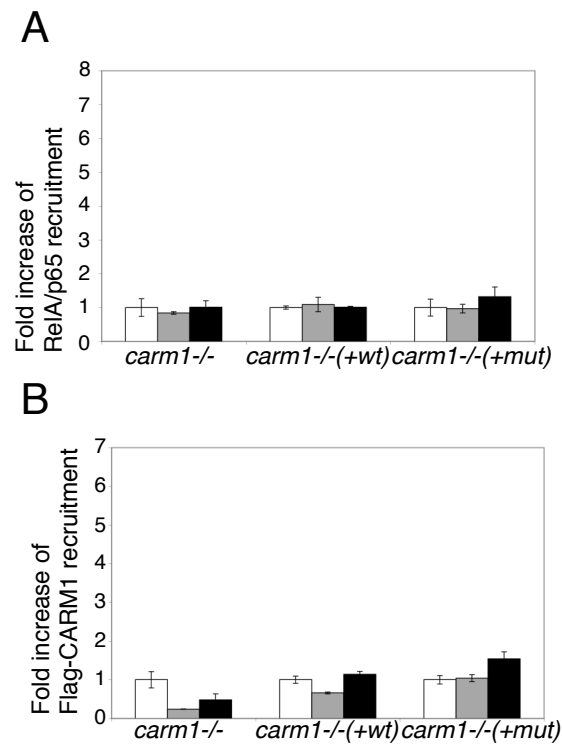 A
Fold increase of
RelA/p65 recruitment
8
7
6
5
4
3
2
1
0
carm1-/- carm1-/-(+wt) carm1-/-(+mut)
B
Fold increase of
Flag-CARM1 recruitment
7
6
5
4
3
2
1
0
carm1-/- carm1-/-(+wt) carm1-/-(+mut)